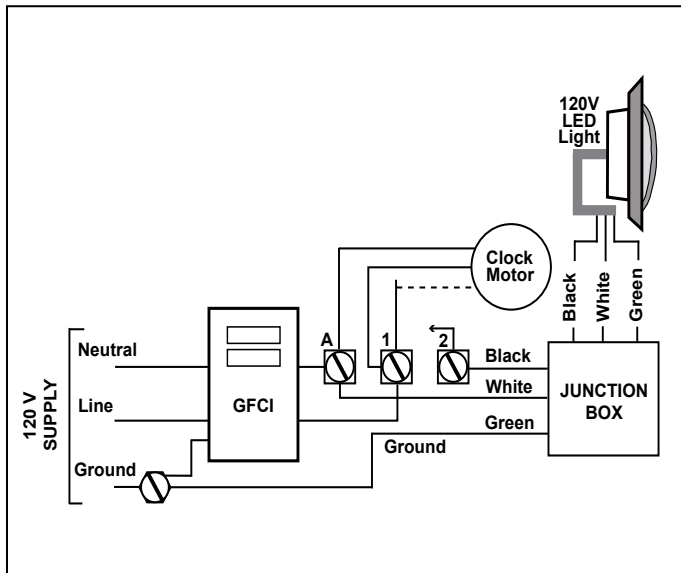 120V
LED
Light
Clock
Motor
Black
White
Green
A
1
2
Neutral
Line
Ground
120 V
SUPPLY
GFCI
Black
White
Green
Ground
JUNCTION
BOX